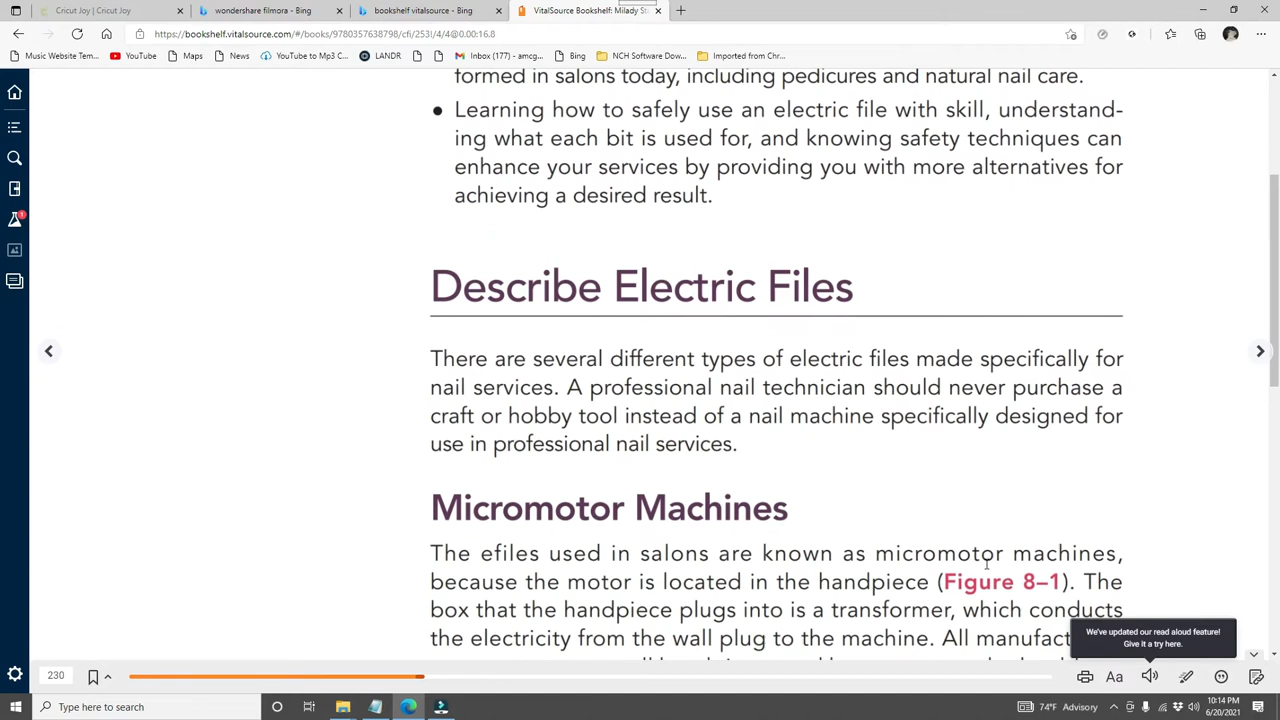 Cricut Joy | Cricut Joy
wondershare filmora - Bing
bookshelf vitalsource - Bing
VitalSource Bookshelf: Milady St
https://bookshelf.vitalsource.com/#/books/9780357638798/cfi/253!/4/4@0.00:16.8
Music Website Tem...
YouTube
Maps
News
YouTube to Mp3 C...
LANDR
Inbox (177) - amcg...
Bing
NCH Software Dow...
Imported from Chr...
formed in salons today, including pedicures and natural nail care.
● Learning how to safely use an electric file with skill, understand-
ing what each bit is used for, and knowing safety techniques can
enhance your services by providing you with more alternatives for
achieving a desired result.
Describe Electric Files
There are several different types of electric files made specifically for
nail services. A professional nail technician should never purchase a
craft or hobby tool instead of a nail machine specifically designed for
use in professional nail services.
Micromotor Machines
The efiles used in salons are known as micromotor machines,
because the motor is located in the handpiece (Figure 8–1). The
box that the handpiece plugs into is a transformer, which conducts
the electricity from the wall plug to the machine. All manufact
We've updated our read aloud feature!
Give it a try here.
1
230
Aa
Type here to search
74°F Advisory
10:14 PM
6/20/2021